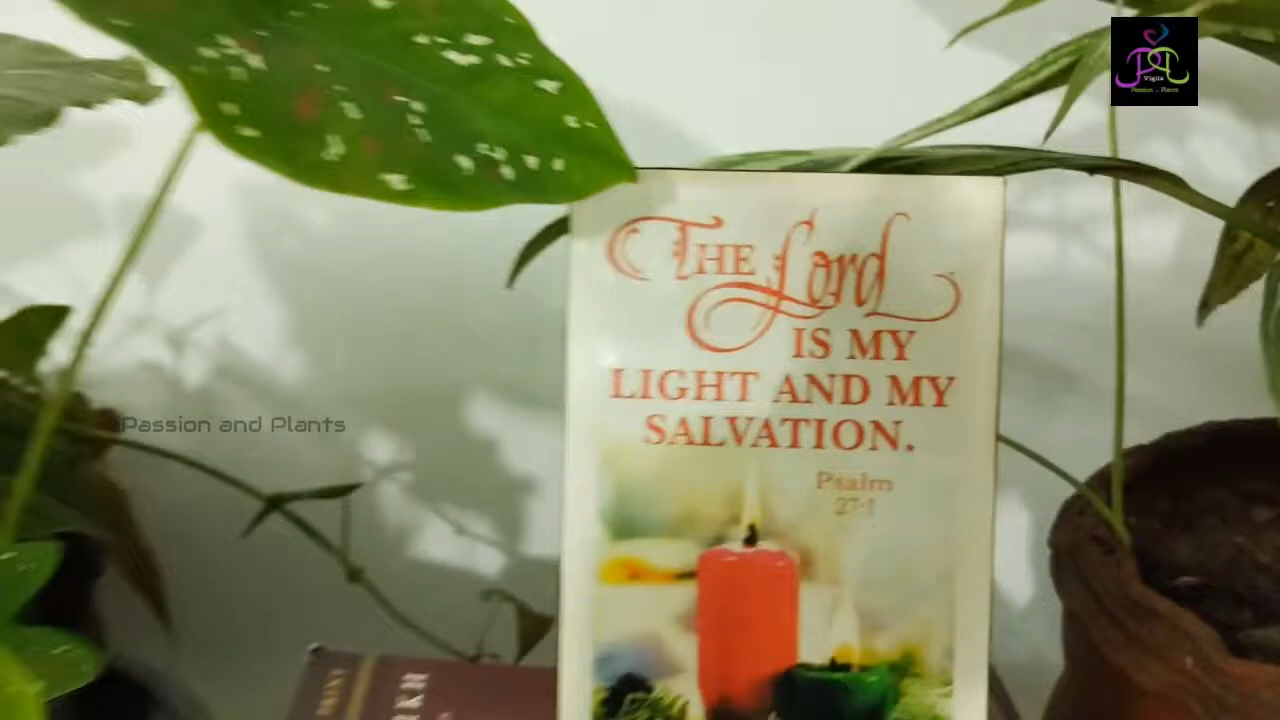 The Lord
IS MY
LIGHT AND MY
SALVATION.
Psalm
27:1
Passion and Plants